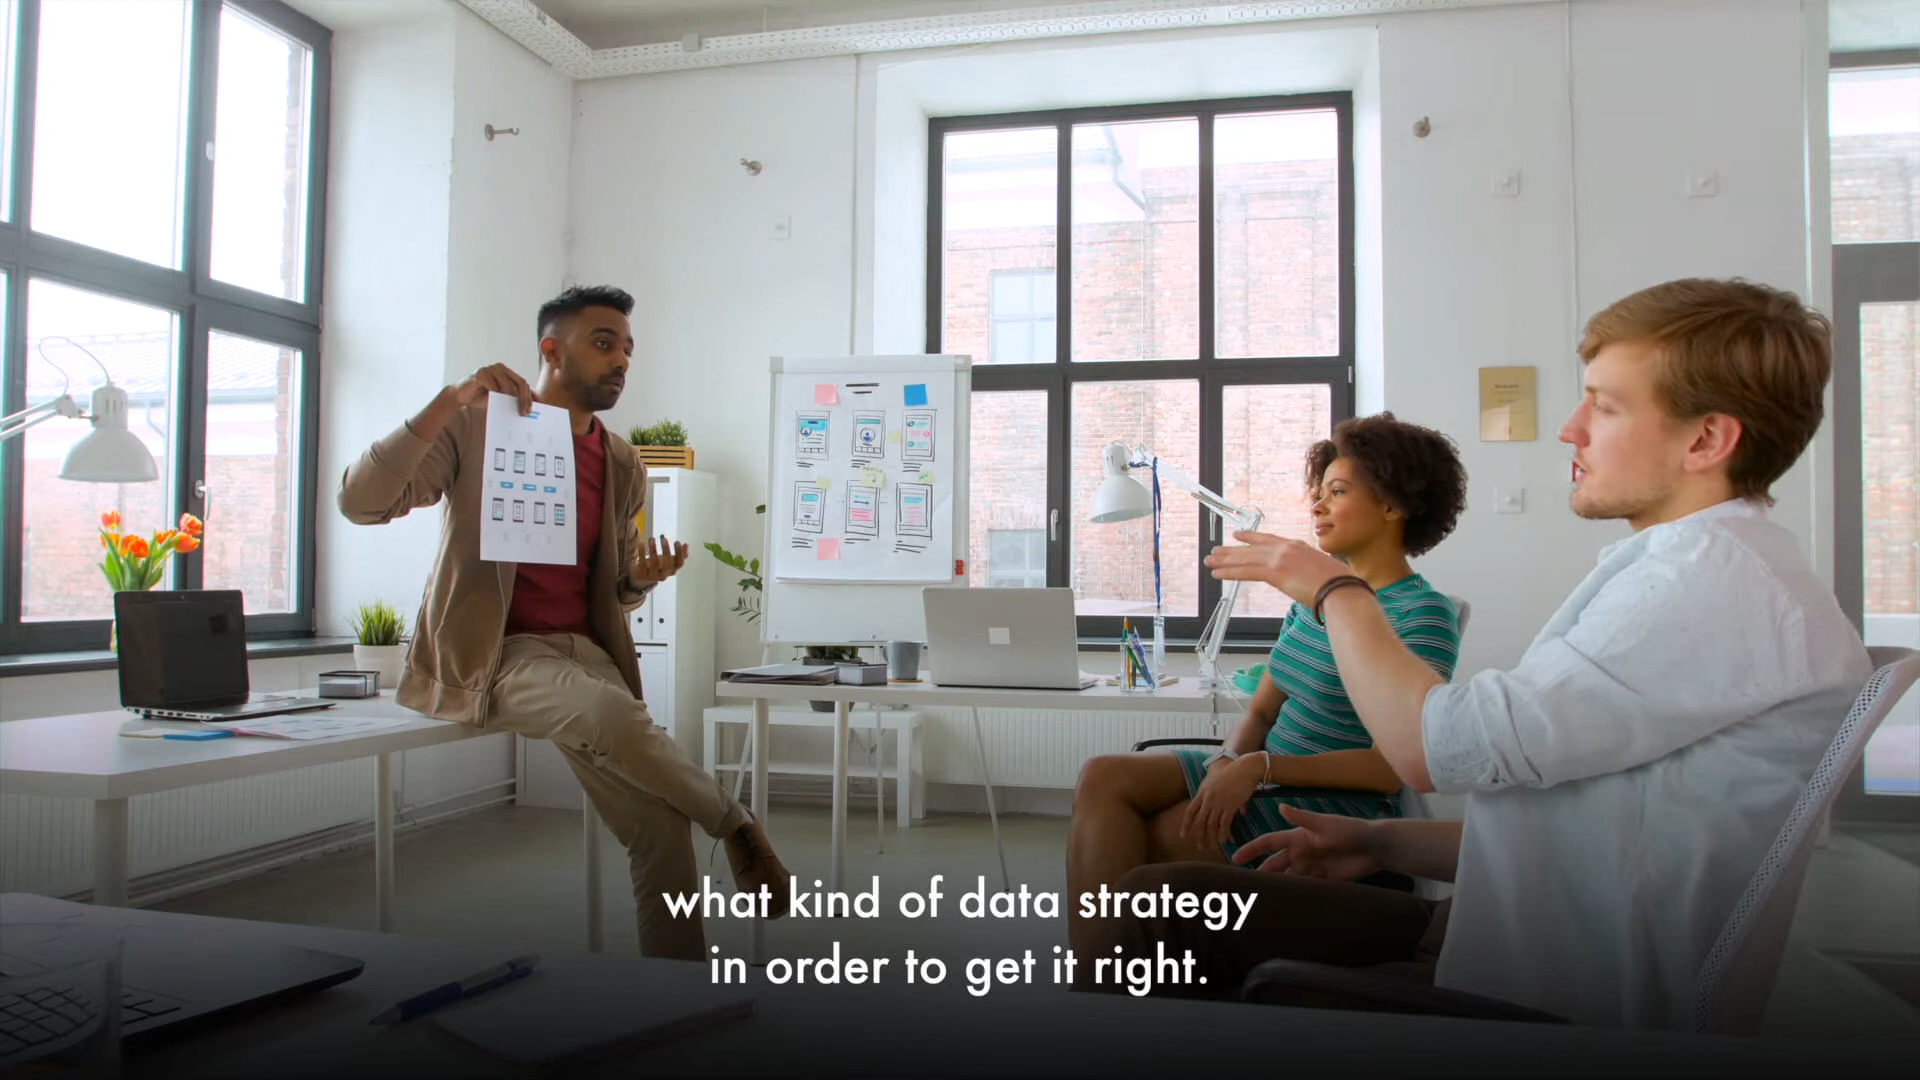 what kind of data strategy
in order to get it right.